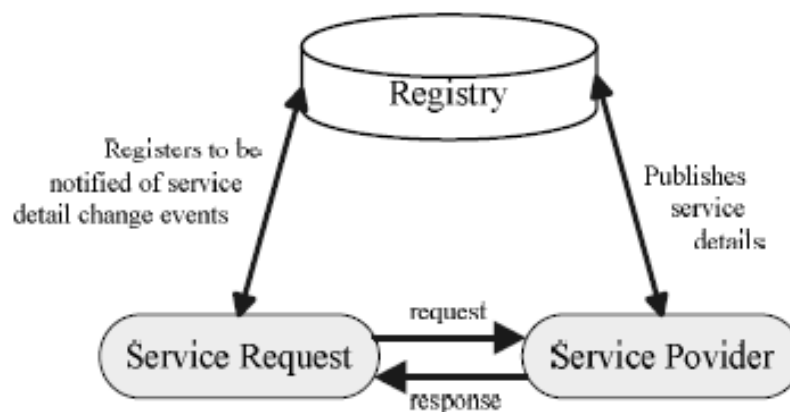 Registry
Registers to be
notified of service
detail change events
Publishes
service
details
request
Service Request
Service Povider
response